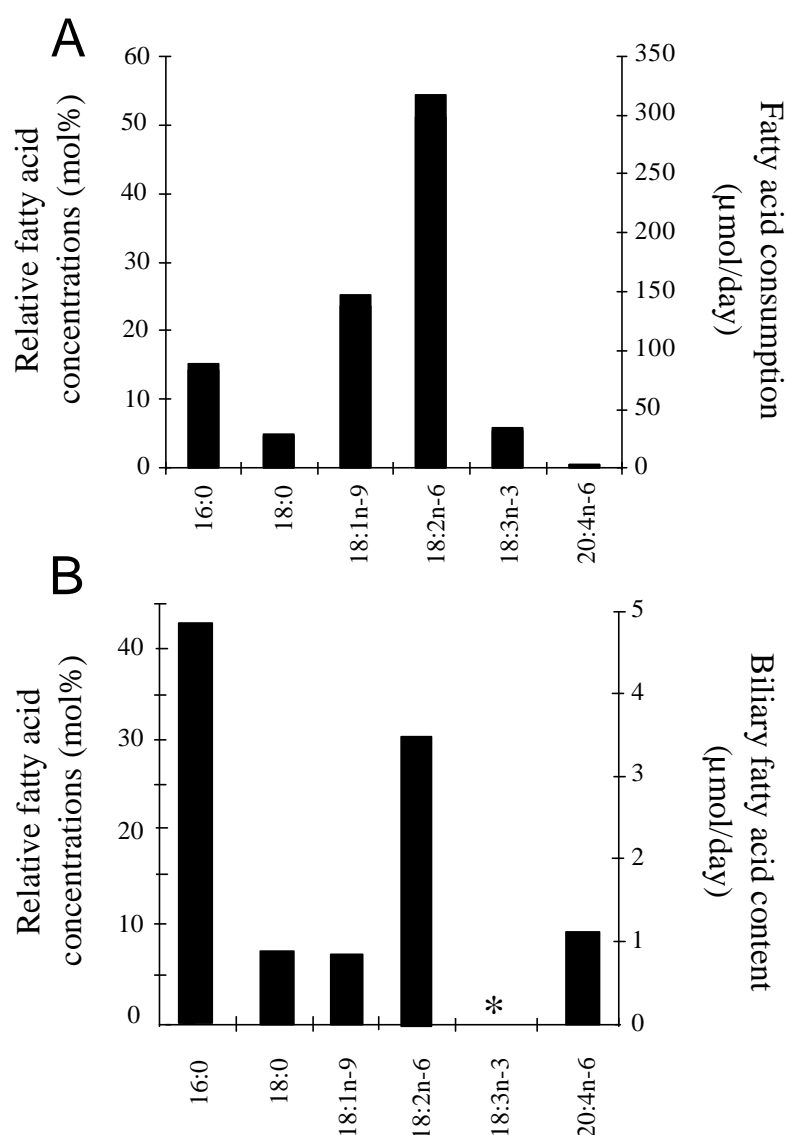 A
60
50
40
30
20
10
0
Relative fatty acid
concentrations (mol%)
350
300
250
200
150
100
50
0
Fatty acid consumption
(μmol/day)
16:0
18:0
18:1n-9
18:2n-6
18:3n-3
20:4n-6
B
40
30
20
10
0
Relative fatty acid
concentrations (mol%)
5
4
3
2
1
0
Biliary fatty acid content
(μmol/day)
*
16:0
18:0
18:1n-9
18:2n-6
18:3n-3
20:4n-6